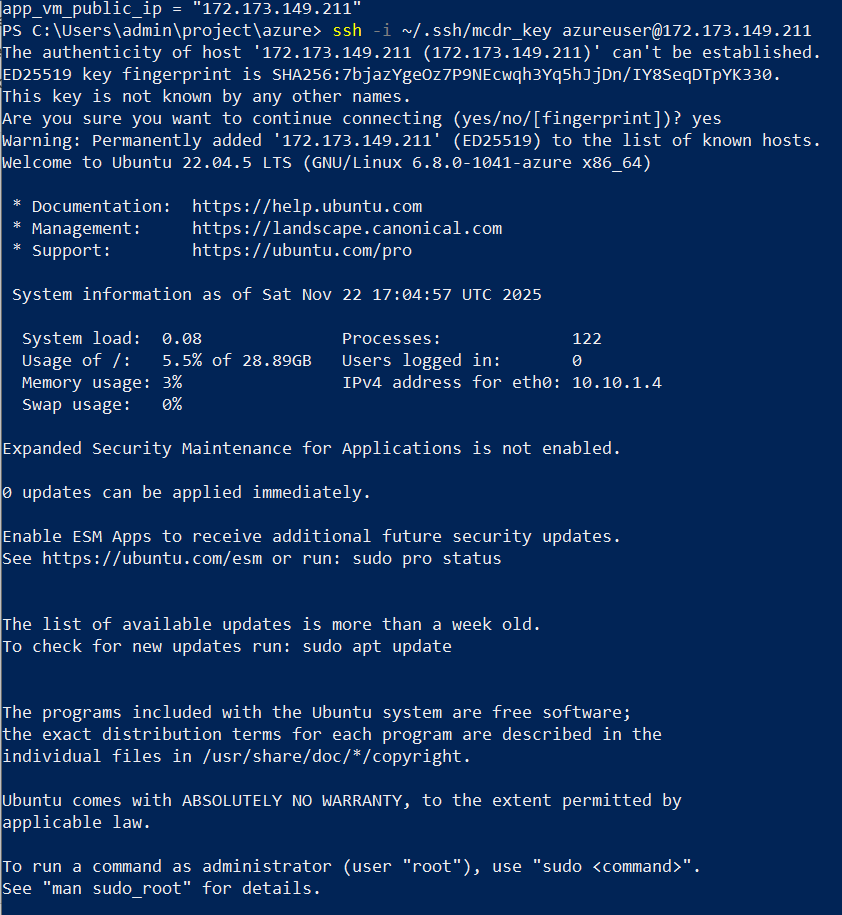 app_vm_public_ip = "172.173.149.211"
PS C:\Users\admin\project\azure> ssh -i ~/.ssh/mcdr_key azureuser@172.173.149.211
The authenticity of host '172.173.149.211 (172.173.149.211)' can't be established.
ED25519 key fingerprint is SHA256:7bjazYgeOz7P9NEcwqh3Yq5hJjDn/IY8SeqDTpYK330.
This key is not known by any other names.
Are you sure you want to continue connecting (yes/no/[fingerprint])? yes
Warning: Permanently added '172.173.149.211' (ED25519) to the list of known hosts.
Welcome to Ubuntu 22.04.5 LTS (GNU/Linux 6.8.0-1041-azure x86_64)

 * Documentation:  https://help.ubuntu.com
 * Management:     https://landscape.canonical.com
 * Support:        https://ubuntu.com/pro

 System information as of Sat Nov 22 17:04:57 UTC 2025

  System load:  0.08              Processes:             122
  Usage of /:   5.5% of 28.89GB   Users logged in:       0
  Memory usage: 3%                IPv4 address for eth0: 10.10.1.4
  Swap usage:   0%

Expanded Security Maintenance for Applications is not enabled.

0 updates can be applied immediately.

Enable ESM Apps to receive additional future security updates.
See https://ubuntu.com/esm or run: sudo pro status


The list of available updates is more than a week old.
To check for new updates run: sudo apt update


The programs included with the Ubuntu system are free software;
the exact distribution terms for each program are described in the
individual files in /usr/share/doc/*/copyright.

Ubuntu comes with ABSOLUTELY NO WARRANTY, to the extent permitted by
applicable law.

To run a command as administrator (user "root"), use "sudo <command>".
See "man sudo_root" for details.